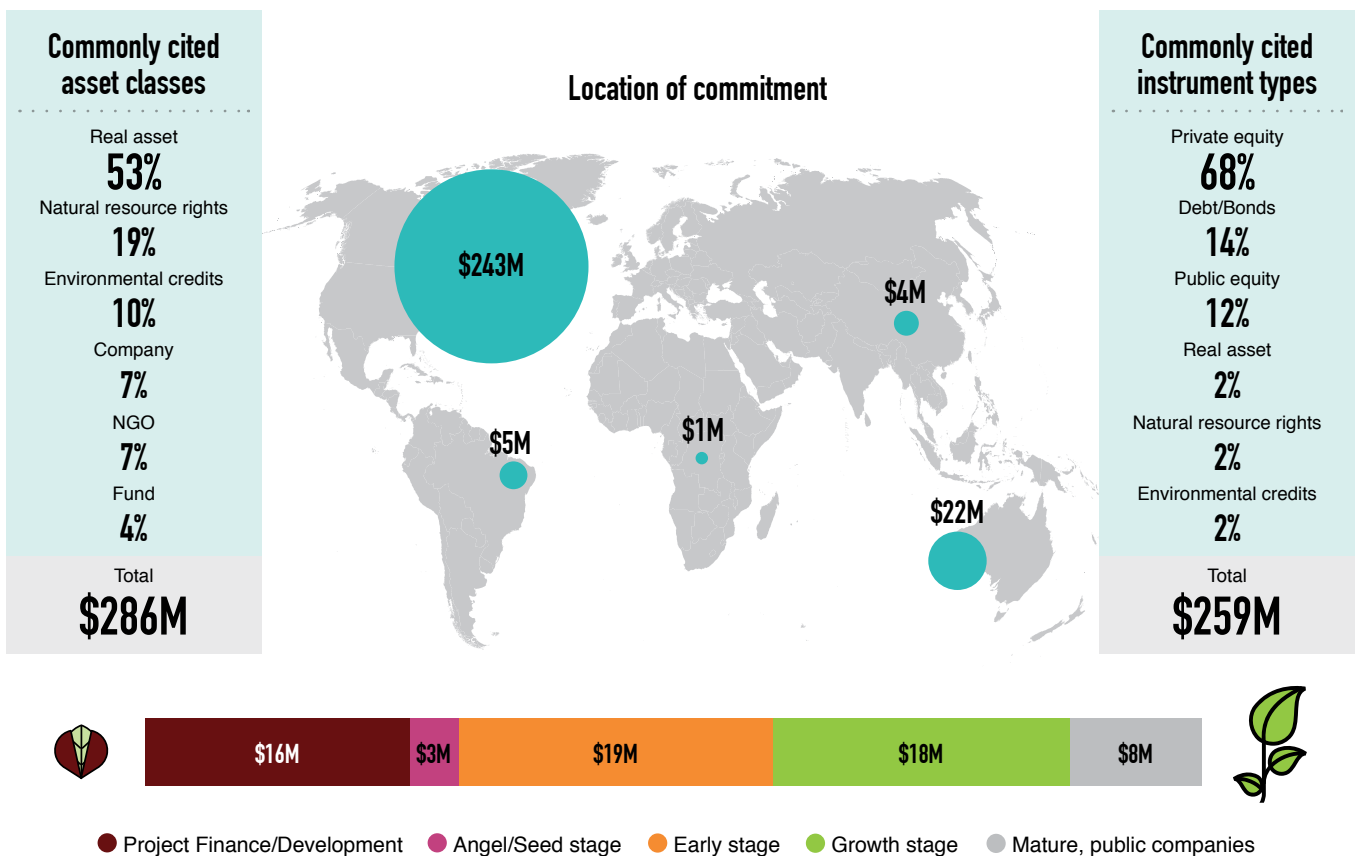 Commonly cited
asset classes
Real asset
53%
Natural resource rights
19%
Environmental credits
10%
Company
7%
NGO
7%
Fund
4%
Total
$286M
Location of commitment
$243M
$4M
$5M
$1M
$22M
Commonly cited
instrument types
Private equity
68%
Debt/Bonds
14%
Public equity
12%
Real asset
2%
Natural resource rights
2%
Environmental credits
2%
Total
$259M
$16M
$3M
$19M
$18M
$8M
Project Finance/Development
Angel/Seed stage
Early stage
Growth stage
Mature, public companies